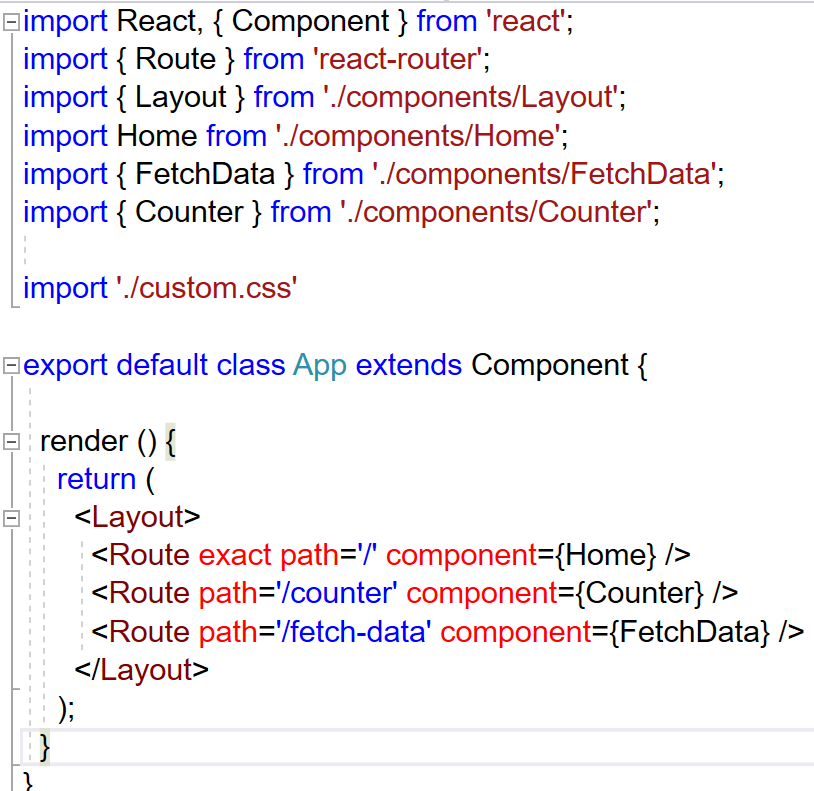 import React, { Component } from 'react';
import { Route } from 'react-router';
import { Layout } from './components/Layout';
import Home from './components/Home';
import { FetchData } from './components/FetchData';
import { Counter } from './components/Counter';
import './custom.css'
export default class App extends Component {
render () {
return (
<Layout>
<Route exact path='/' component={Home} />
<Route path='/counter' component={Counter} />
<Route path='/fetch-data' component={FetchData} />
</Layout>
);
}
}